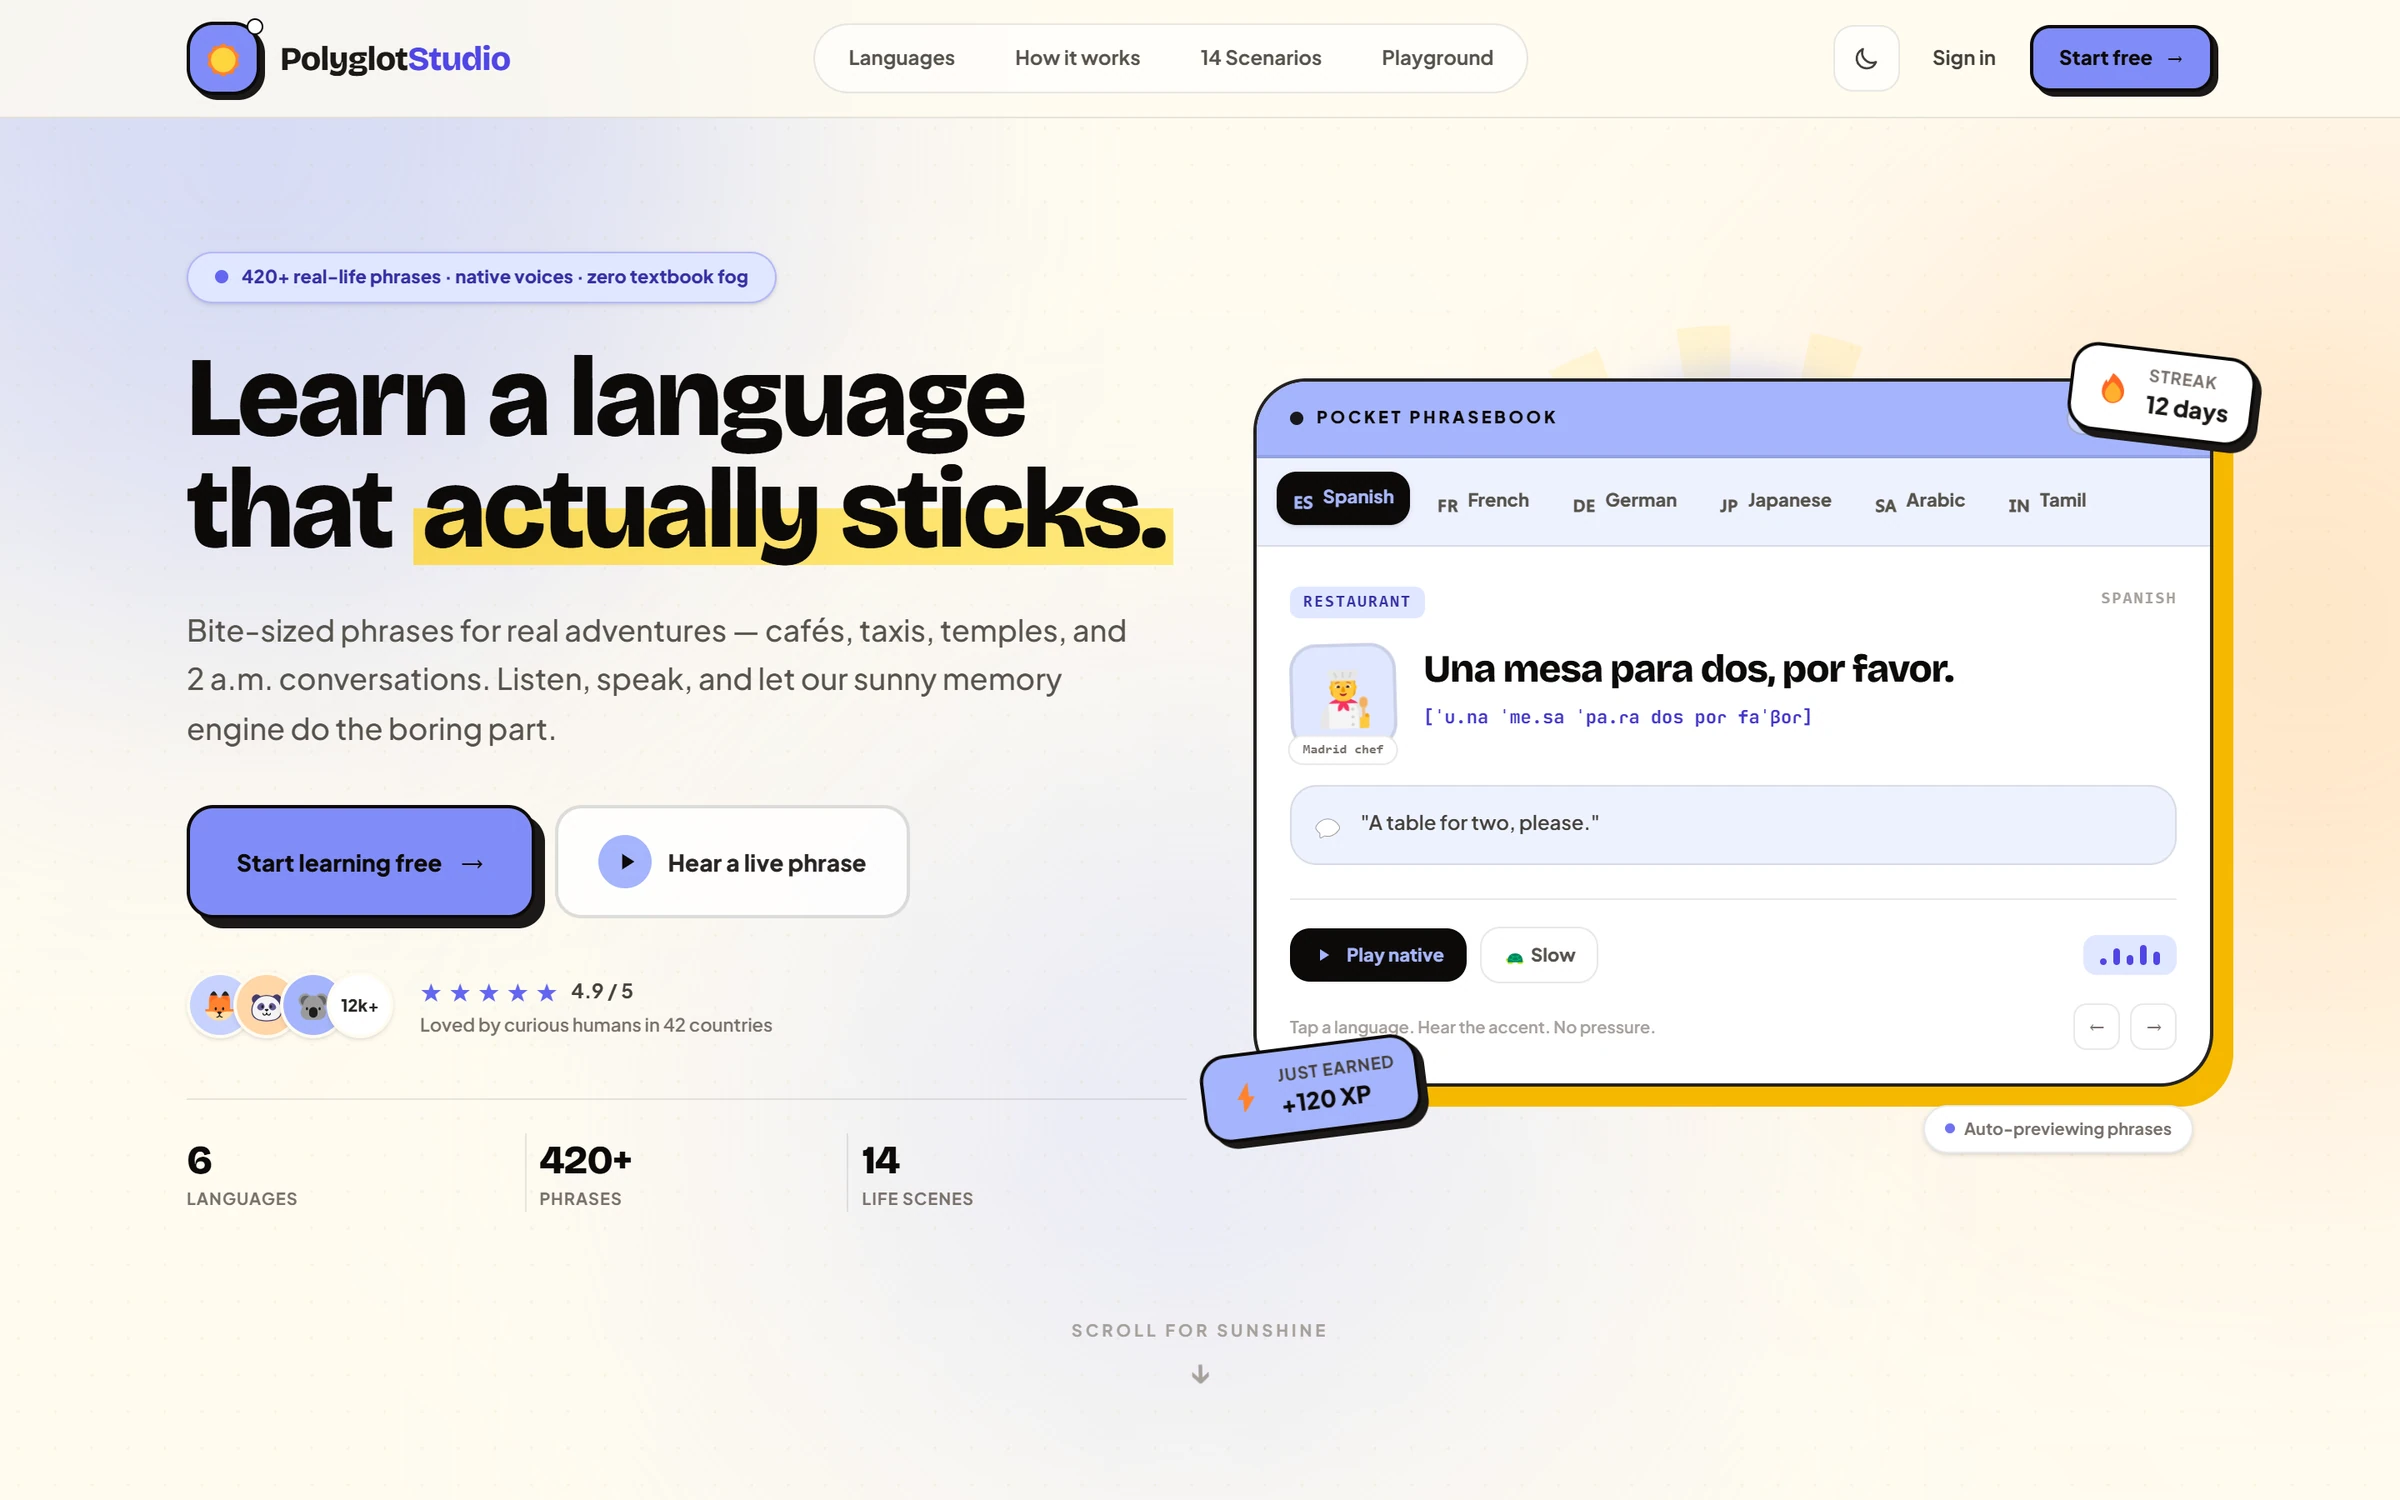 PolyglotStudio
Languages
How it works
14 Scenarios
Playground
Sign in
Start free →
420+ real-life phrases · native voices · zero textbook fog
Learn a language
that actually sticks.
Bite-sized phrases for real adventures — cafés, taxis, temples, and
2 a.m. conversations. Listen, speak, and let our sunny memory
engine do the boring part.
Start learning free →
Hear a live phrase
12k+
★★★★★ 4.9 / 5
Loved by curious humans in 42 countries
6
LANGUAGES
420+
PHRASES
14
LIFE SCENES
POCKET PHRASEBOOK
STREAK
12 days
ES Spanish
FR French
DE German
JP Japanese
SA Arabic
IN Tamil
RESTAURANT
SPANISH
Una mesa para dos, por favor.
[ˈu.na ˈme.sa ˈpa.ɾa dos poɾ faˈβoɾ]
Madrid chef
"A table for two, please."
Play native
Slow
Tap a language. Hear the accent. No pressure.
← →
JUST EARNED
+120 XP
Auto-previewing phrases
SCROLL FOR SUNSHINE
↓